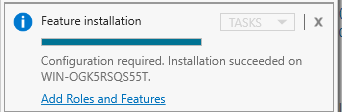 Feature installation
TASKS
X
Configuration required. Installation succeeded on
WIN-OGK5RSQS55T.
Add Roles and Features